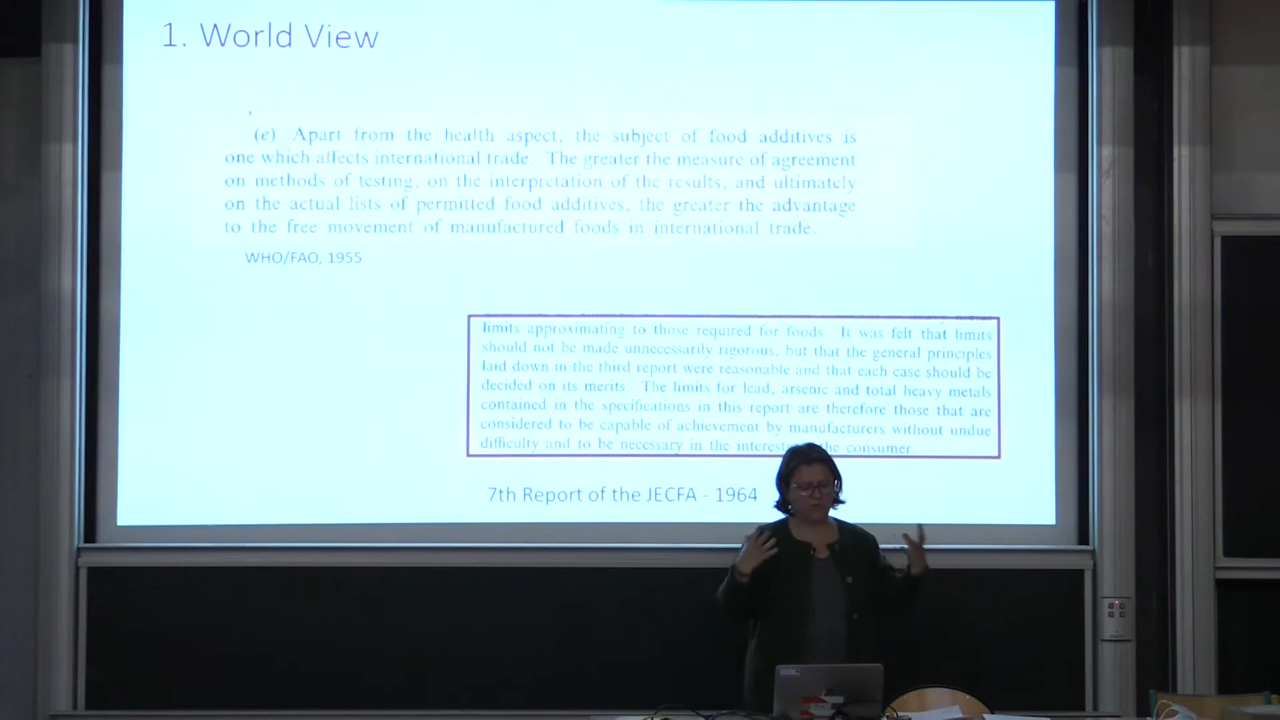 1. World View
(e) Apart from the health aspect, the subject of food additives is
one which affects international trade. The greater the measure of agreement
on methods of testing, on the interpretation of the results, and ultimately
on the actual lists of permitted food additives, the greater the advantage
to the free movement of manufactured foods in international trade.
WHO/FAO, 1955
limits approximating to those required for foods. It was felt that limits
should not be made unnecessarily rigorous, but that the general principles
laid down in the third report were reasonable and that each case should be
decided on its merits. The limits for lead, arsenic and total heavy metals
contained in the specifications in this report are therefore those that are
considered to be capable of achievement by manufacturers without undue
difficulty and to be necessary in the interest he consumer
7th Report of the JECFA - 1964